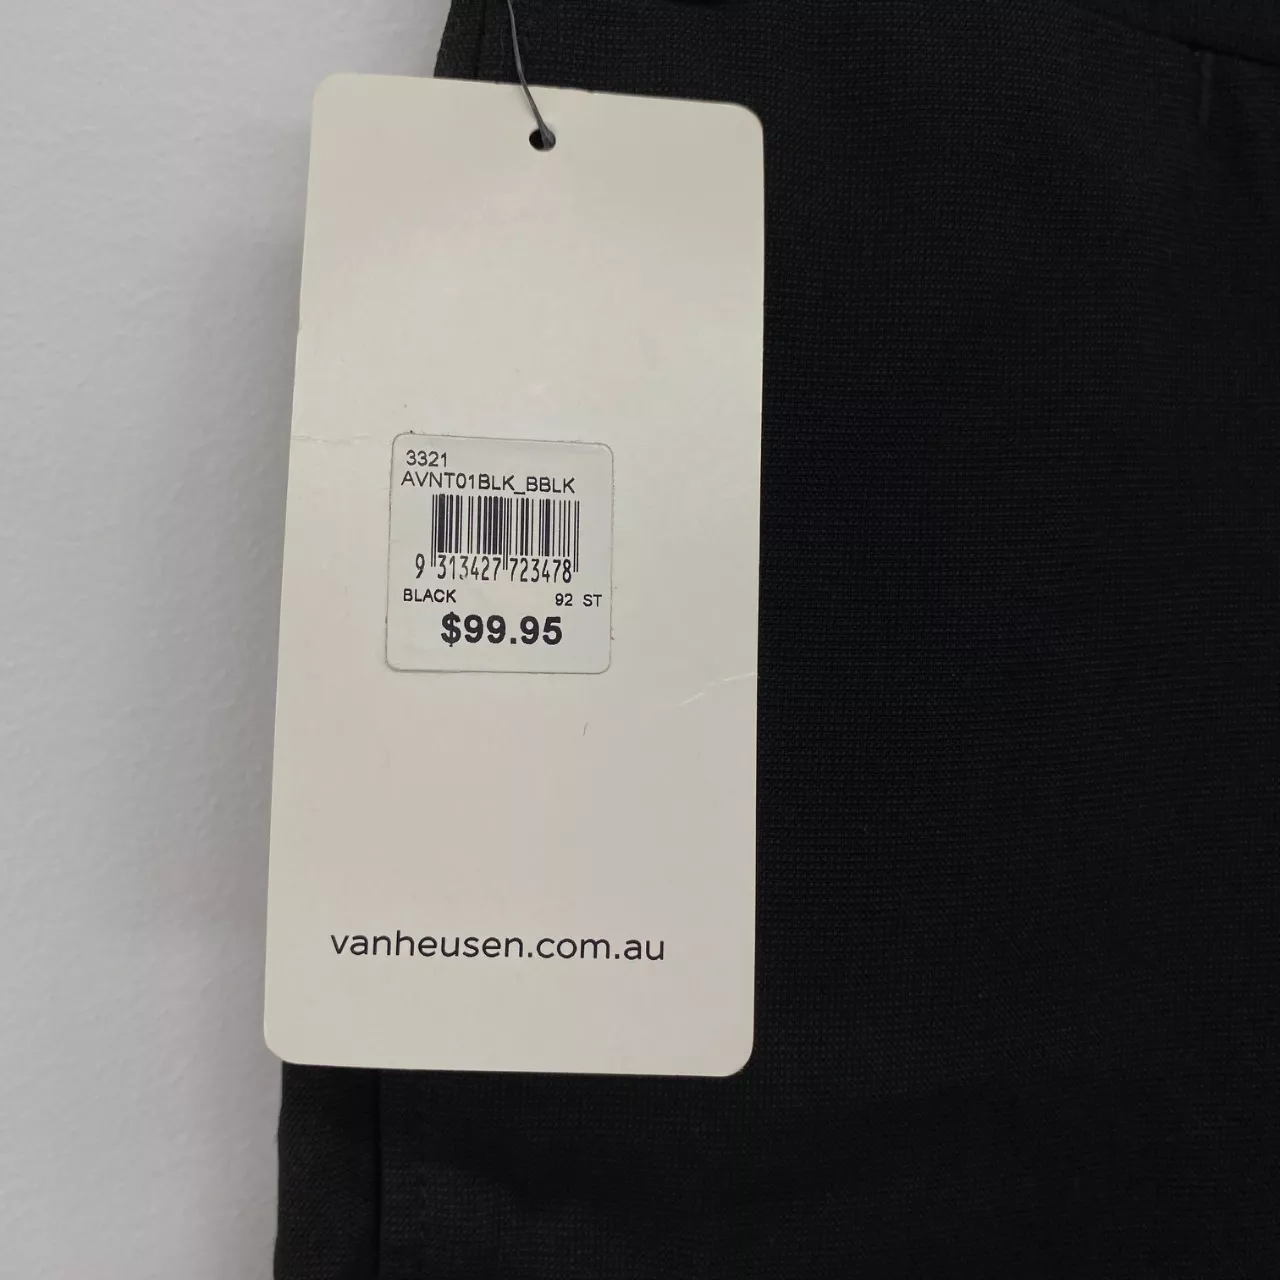 3321
AVNT01BLK_BBLK
9 313427 723478
BLACK 92 ST
$99.95
vanheusen.com.au